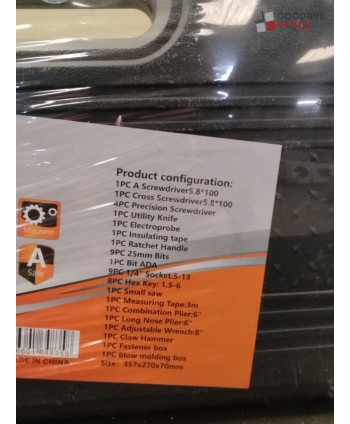 GOODBYE
STOCK
Product configuration:
1PC A Screwdriver5.8*100
1PC Cross Screwdriver5.8*100
4PC Precision Screwdriver
1PC Utility Knife
1PC Electroprobe
1PC Insulating tape
1PC Ratchet Handle
9PC 25mm Bits
1PC Bit ADA
9PC 1/4" Socket:5-13
8PC Hex Key: 1.5-6
1PC Small saw
1PC Measuring Tape:3m
1PC Combination Plier:6"
1PC Long Nose Plier:6"
1PC Adjustable Wrench:8"
1PC Claw Hammer
1PC Fastener box
1PC Blow molding box
Size: 357x270x70mm
A
MADE IN CHINA